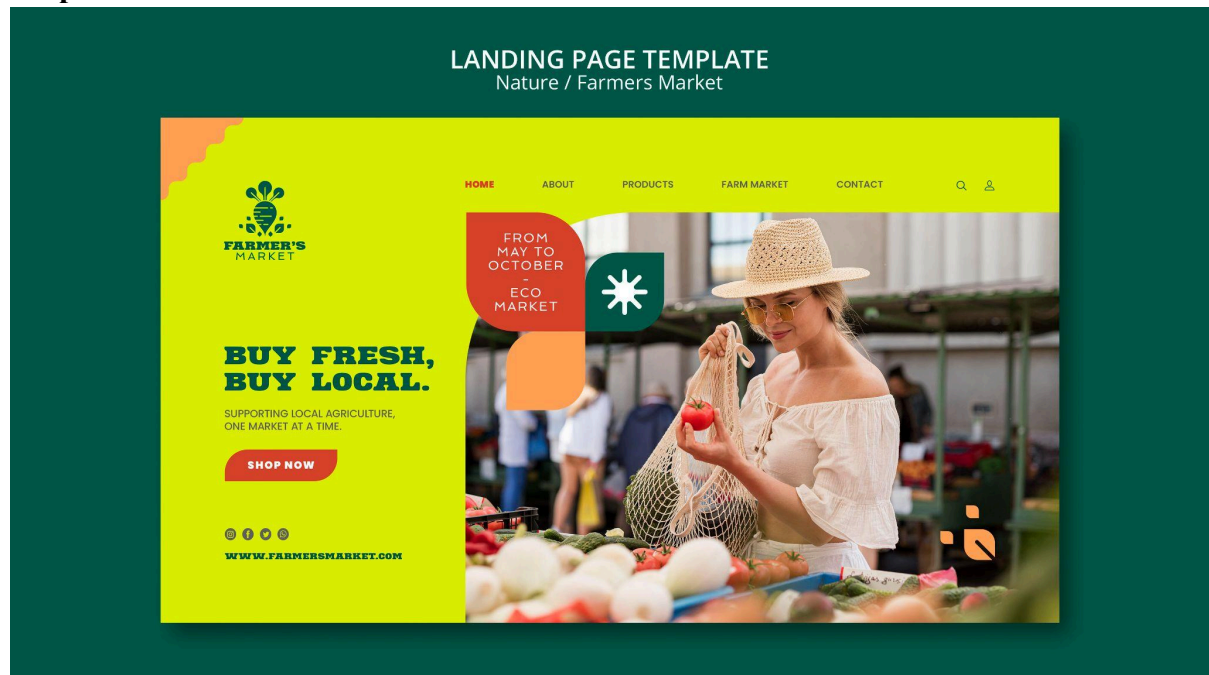 LANDING PAGE TEMPLATE
Nature / Farmers Market
HOME ABOUT PRODUCTS FARM MARKET CONTACT
FARMER'S
MARKET
FROM
MAY TO
OCTOBER
-
ECO
MARKET
BUY FRESH,
BUY LOCAL.
SUPPORTING LOCAL AGRICULTURE,
ONE MARKET AT A TIME.
SHOP NOW
WWW.FARMERSMARKET.COM